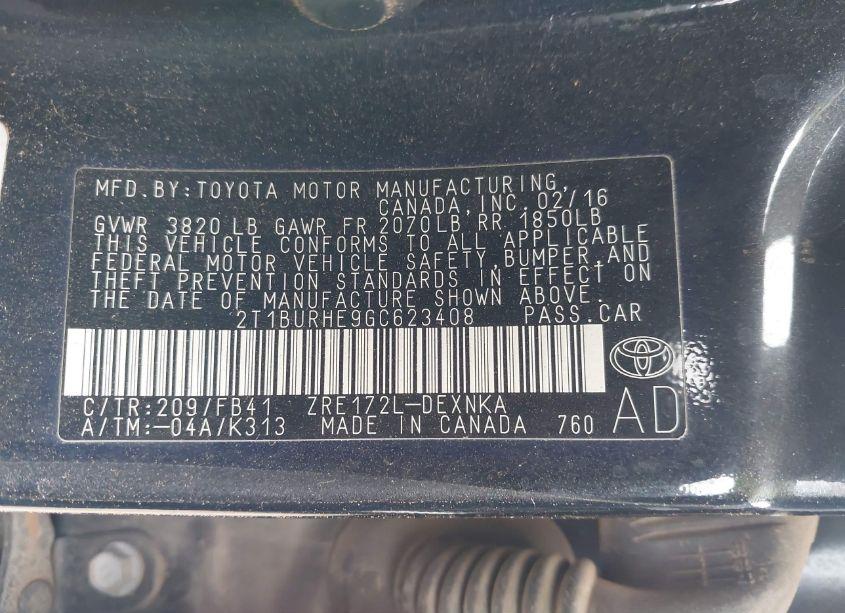 MFD.BY:TOYOTA MOTOR MANUFACTURING,
CANADA,INC. 02/16
GVWR 3820 LB GAWR FR 2070LB RR 1850LB
THIS VEHICLE CONFORMS TO ALL APPLICABLE
FEDERAL MOTOR VEHICLE SAFETY,BUMPER,AND
THEFT PREVENTION STANDARDS IN EFFECT ON
THE DATE OF MANUFACTURE SHOWN ABOVE.
2T1BURHE9GC623408 PASS.CAR
C/TR:209/FB41 ZRE172L-DEXNKA
A/TM:-04A/K313 MADE IN CANADA 760 AD